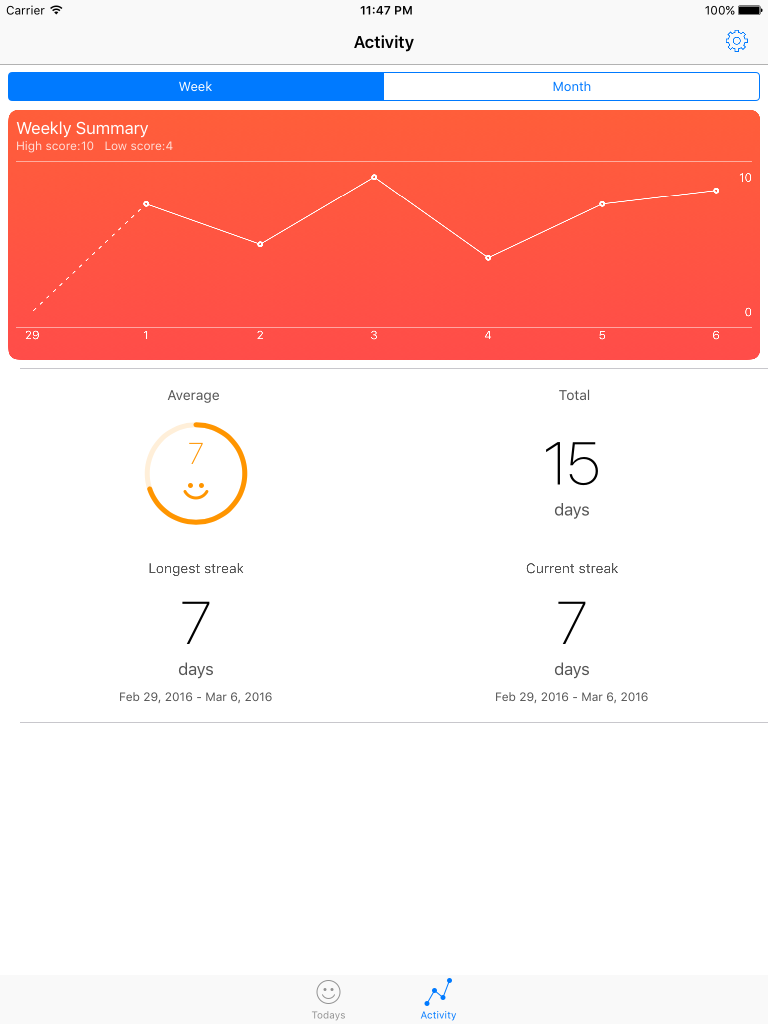 Carrier 11:47 PM 100%
Activity
Week Month
Weekly Summary
High score:10 Low score:4
10
0
29 1 2 3 4 5 6
Average Total
7 15
days
Longest streak Current streak
7 7
days days
Feb 29, 2016 - Mar 6, 2016 Feb 29, 2016 - Mar 6, 2016
Todays Activity